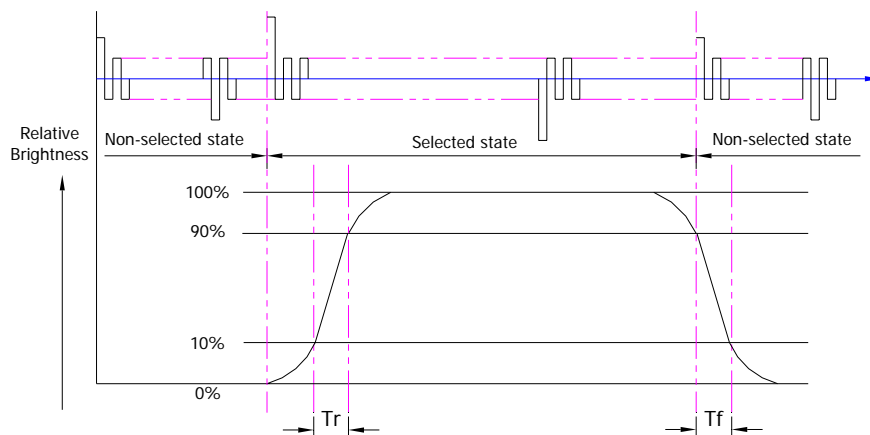 Relative
Brightness
Non-selected state
Selected state
Non-selected state
100%
90%
10%
0%
Tr
Tf